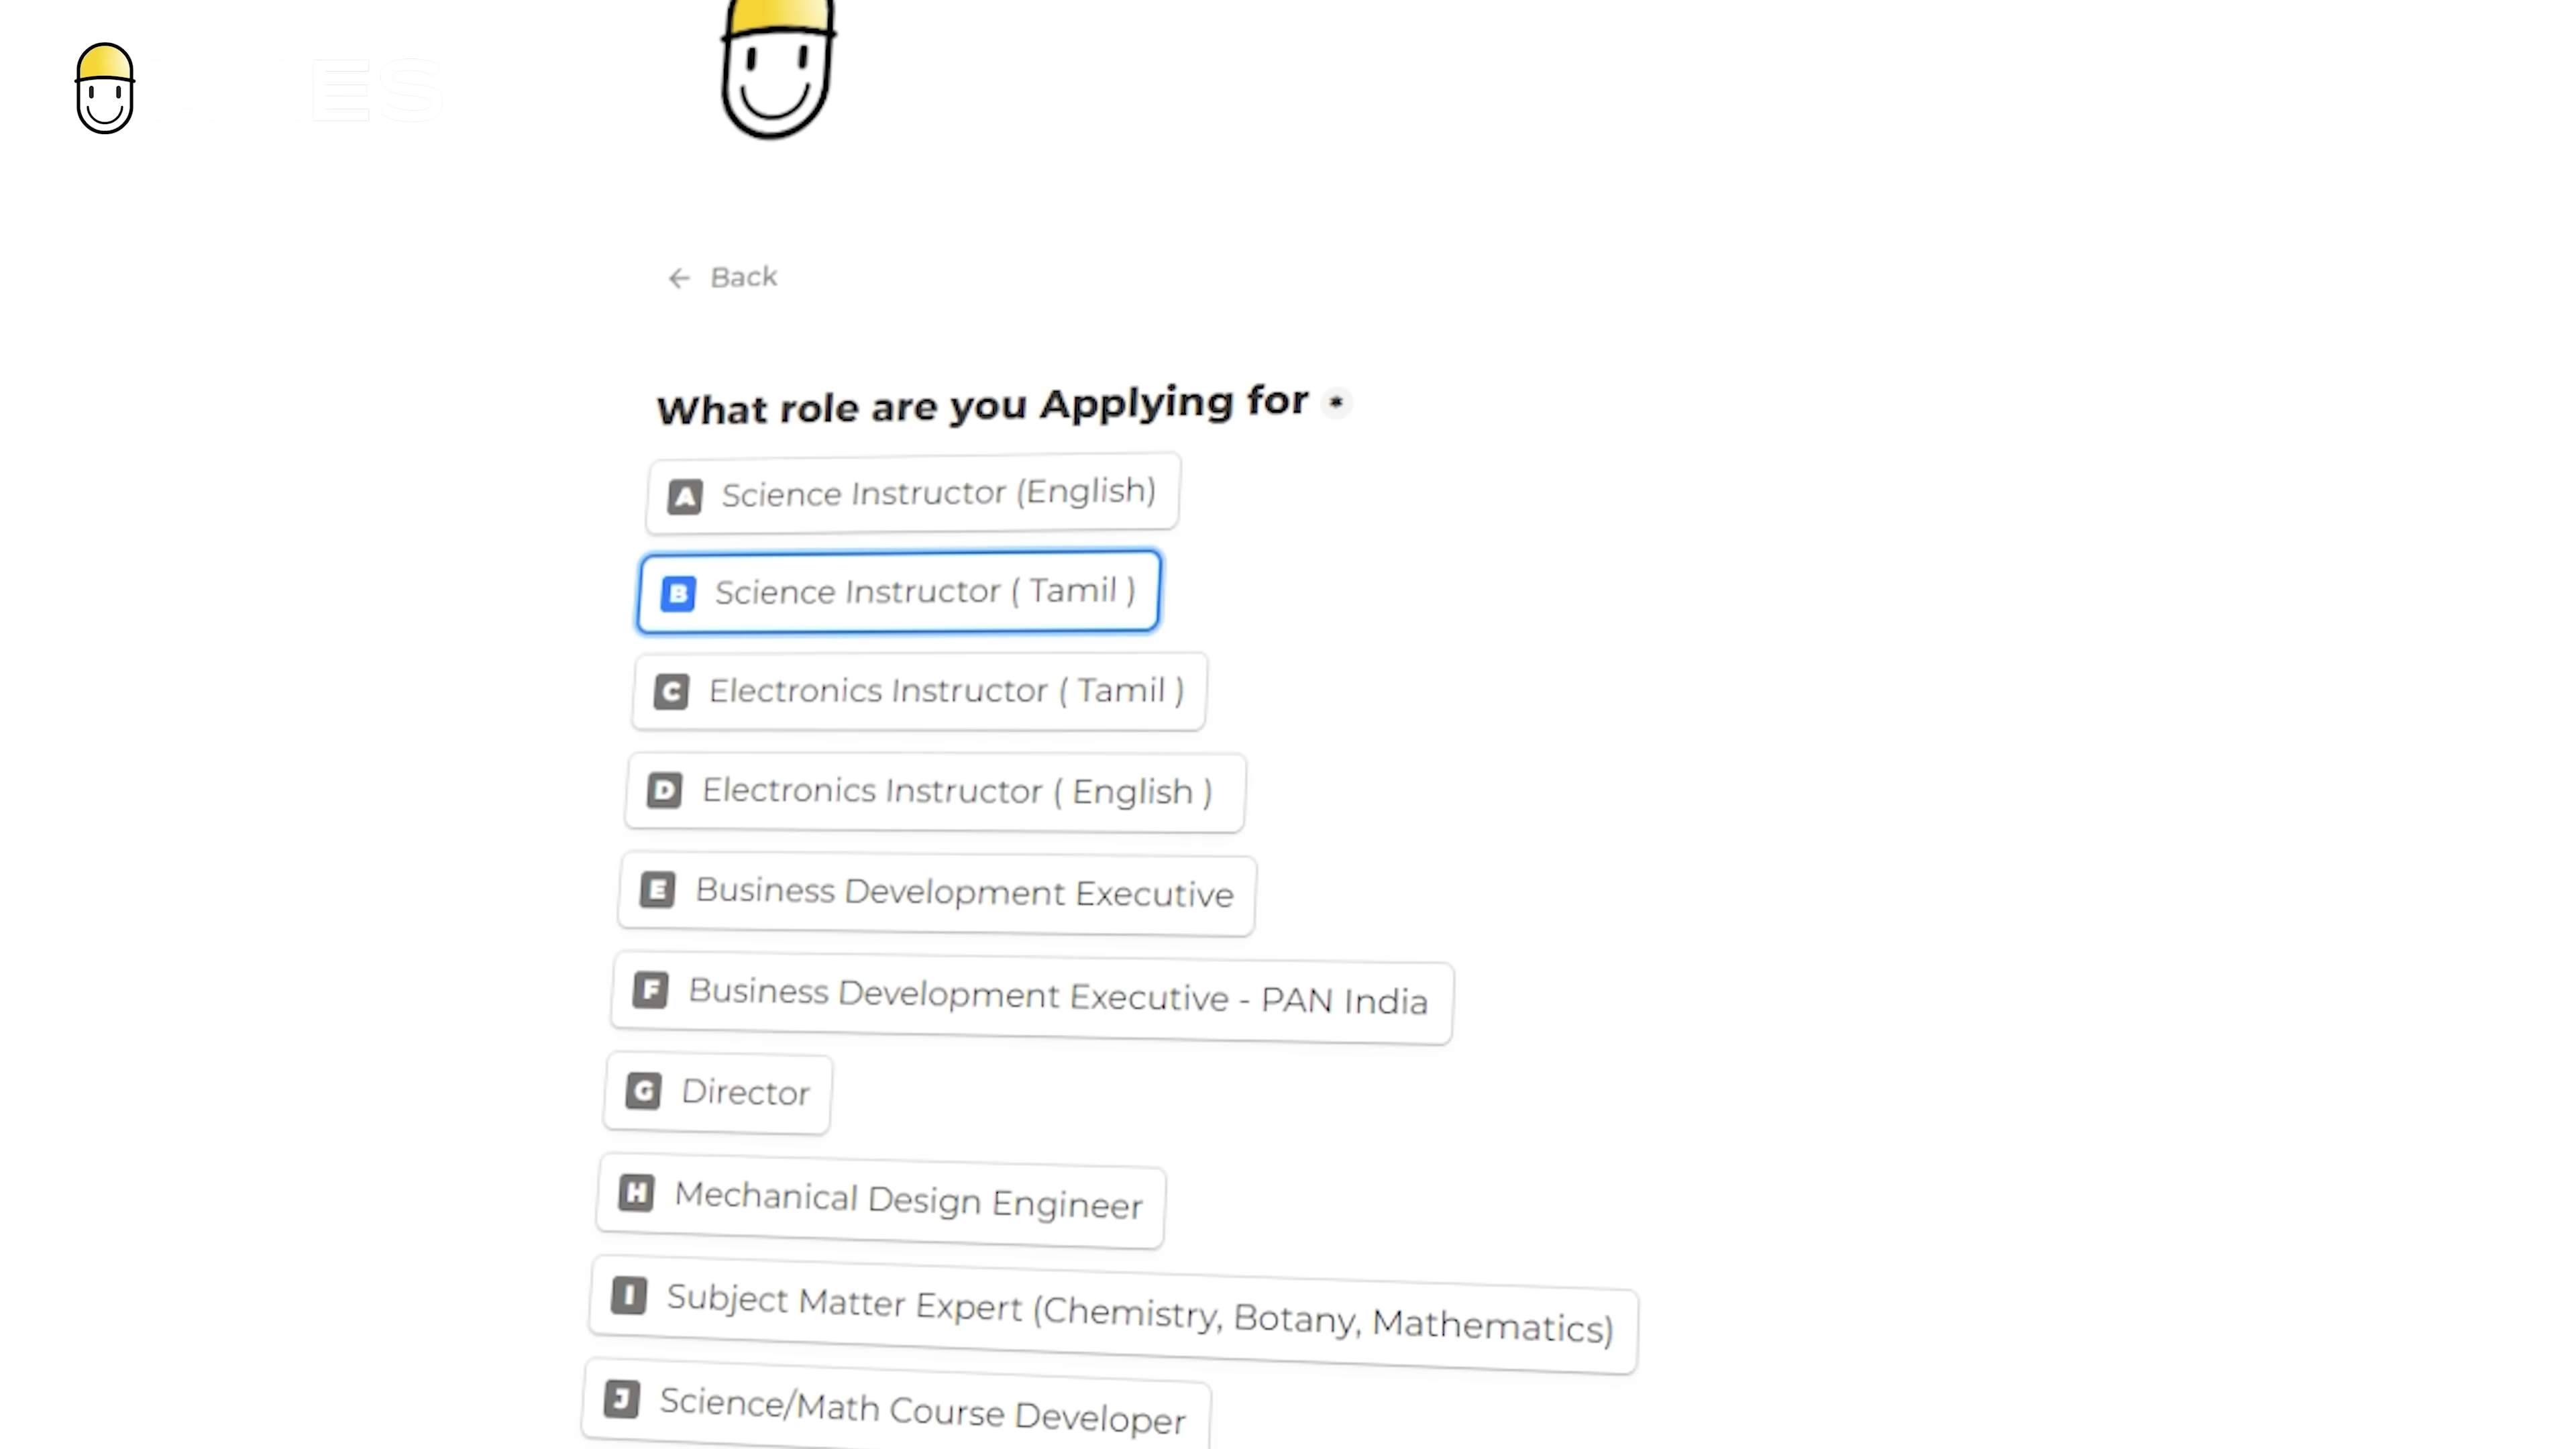 ES
← Back
What role are you Applying for *
A Science Instructor (English)
B Science Instructor ( Tamil )
C Electronics Instructor ( Tamil )
D Electronics Instructor ( English )
E Business Development Executive
F Business Development Executive - PAN India
G Director
H Mechanical Design Engineer
I Subject Matter Expert (Chemistry, Botany, Mathematics)
J Science/Math Course Developer